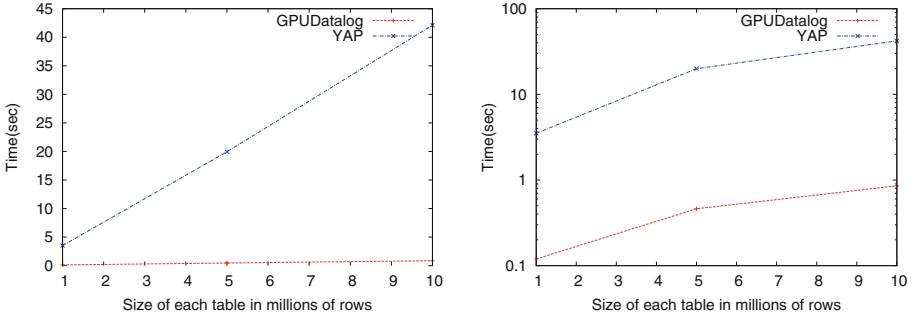 45
40
35
30
25
20
15
10
5
0
Time(sec)
GPUDatalog
YAP
1 2 3 4 5 6 7 8 9 10
Size of each table in millions of rows
100
10
1
0.1
Time(sec)
GPUDatalog
YAP
1 2 3 4 5 6 7 8 9 10
Size of each table in millions of rows